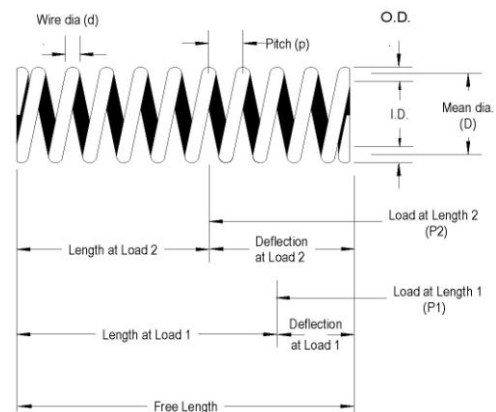 Wire dia (d)
O.D.
Pitch (p)
Mean dia.
(D)
I.D.
Load at Length 2
(P2)
Length at Load 2
Deflection
at Load 2
Load at Length 1
(P1)
Length at Load 1
Deflection
at Load 1
Free Length